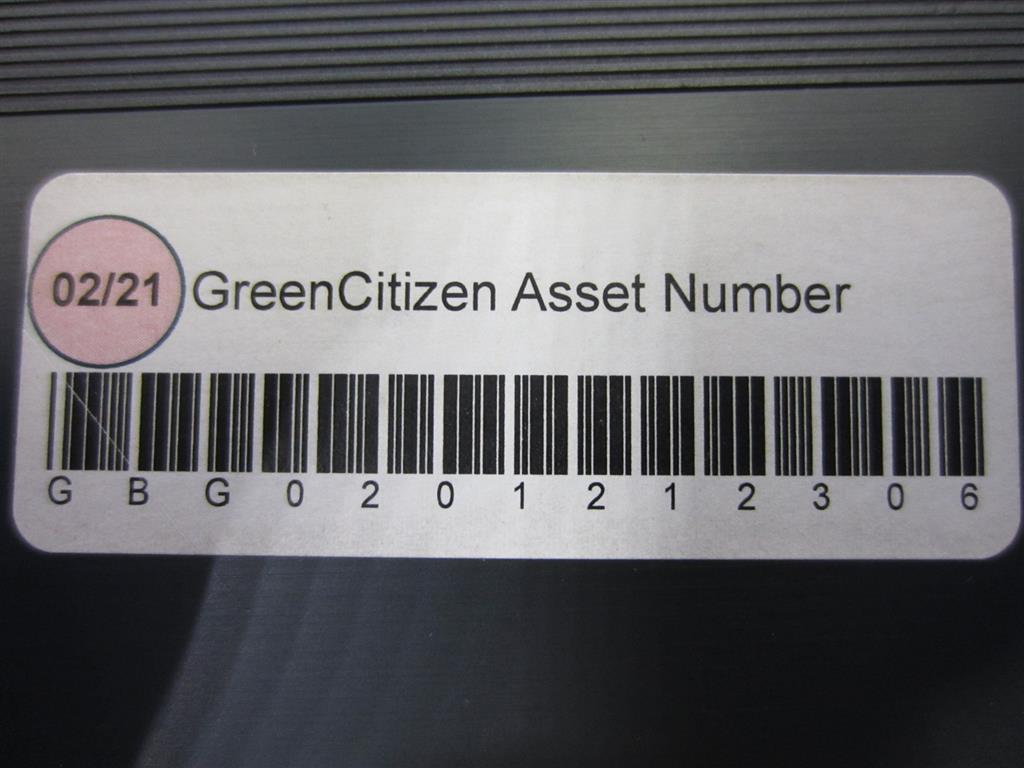 02/21 GreenCitizen Asset Number
G B G 0 2 0 1 2 1 2 3 0 6